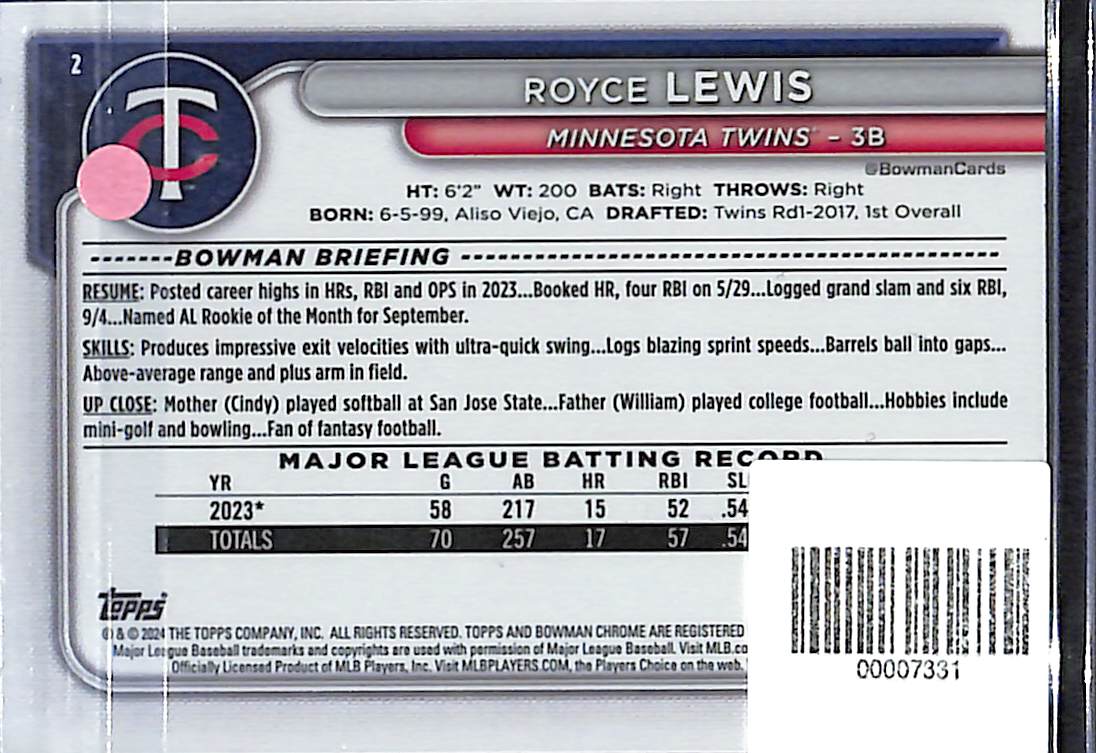 2
TC
ROYCE LEWIS
MINNESOTA TWINS - 3B
@BowmanCards
HT: 6'2" WT: 200 BATS: Right THROWS: Right
BORN: 6-5-99, Aliso Viejo, CA DRAFTED: Twins Rd1-2017, 1st Overall
BOWMAN BRIEFING
RESUME: Posted career highs in HRs, RBI and OPS in 2023...Booked HR, four RBI on 5/29...Logged grand slam and six RBI,
9/4...Named AL Rookie of the Month for September.
SKILLS: Produces impressive exit velocities with ultra-quick swing...Logs blazing sprint speeds...Barrels ball into gaps...
Above-average range and plus arm in field.
UP CLOSE: Mother (Cindy) played softball at San Jose State...Father (William) played college football...Hobbies include
mini-golf and bowling...Fan of fantasy football.
MAJOR LEAGUE BATTING RECORD
YR G AB HR RBI SL
2023* 58 217 15 52 .54
TOTALS 70 257 17 57 .54
Topps
® & © 2024 THE TOPPS COMPANY, INC. ALL RIGHTS RESERVED. TOPPS AND BOWMAN CHROME ARE REGISTERED
Major League Baseball trademarks and copyrights are used with permission of Major League Baseball. Visit MLB.co
Officially Licensed Product of MLB Players, Inc. Visit MLBPLAYERS.COM, the Players Choice on the web.
00007331